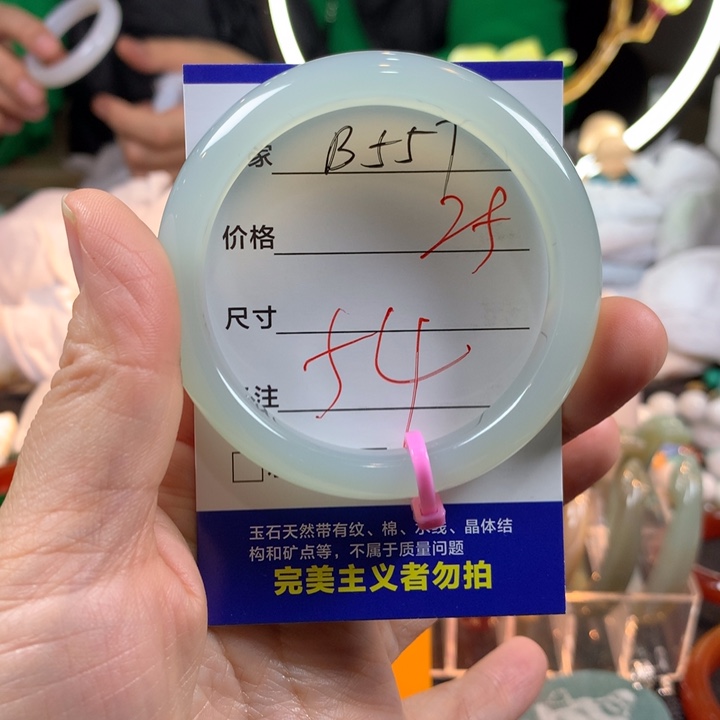 家 B557
价格 25
尺寸 54
注
玉石天然带有纹、棉、水线、晶体结
构和矿点等，不属于质量问题
完美主义者勿拍